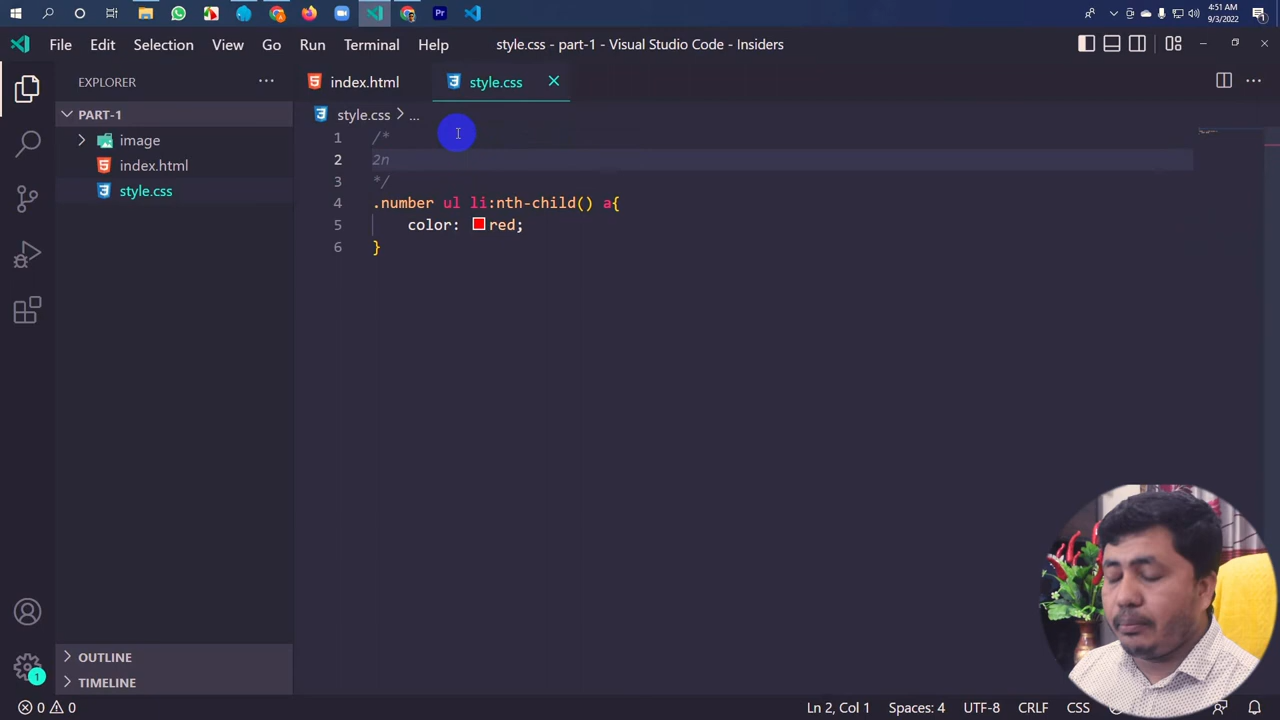 4:51 AM
9/3/2022
File Edit Selection View Go Run Terminal Help
style.css - part-1 - Visual Studio Code - Insiders
EXPLORER
index.html
style.css
PART-1
style.css > ...
image
index.html
style.css
1 /*
2 2n
3 */
4 .number ul li:nth-child() a{
5 color: red;
6 }
OUTLINE
TIMELINE
1
0 0
Ln 2, Col 1 Spaces: 4 UTF-8 CRLF CSS